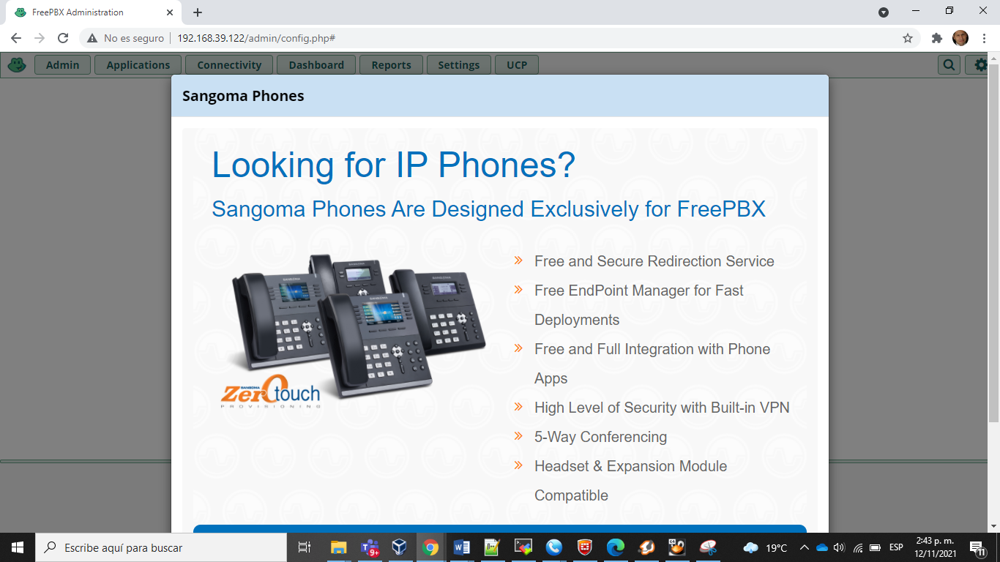 FreePBX Administration
No es seguro
192.168.39.122/admin/config.php#
Admin
Applications
Connectivity
Dashboard
Reports
Settings
UCP
Sangoma Phones
Looking for IP Phones?
Sangoma Phones Are Designed Exclusively for FreePBX
Free and Secure Redirection Service
Free EndPoint Manager for Fast
Deployments
Free and Full Integration with Phone
Apps
High Level of Security with Built-in VPN
5-Way Conferencing
Headset & Expansion Module
Compatible
SANGOMA
Zero touch
PROVISIONING
Escribe aquí para buscar
9+
19°C
ESP
2:43 p. m.
12/11/2021
11